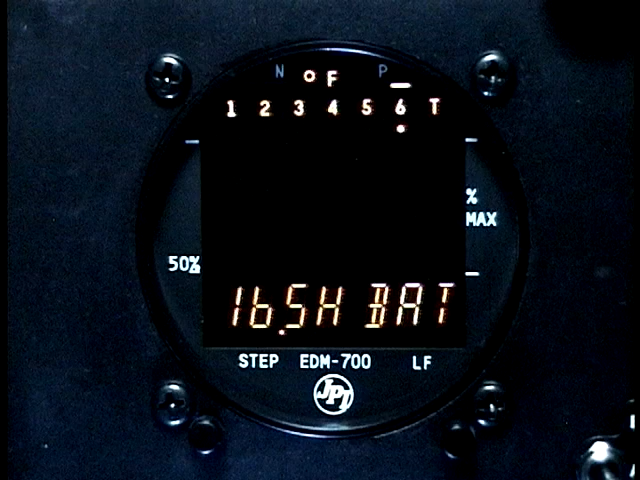 N °F P
1 2 3 4 5 6 T
%
MAX
50%
16.5H BAT
STEP EDM-700 LF
JPI